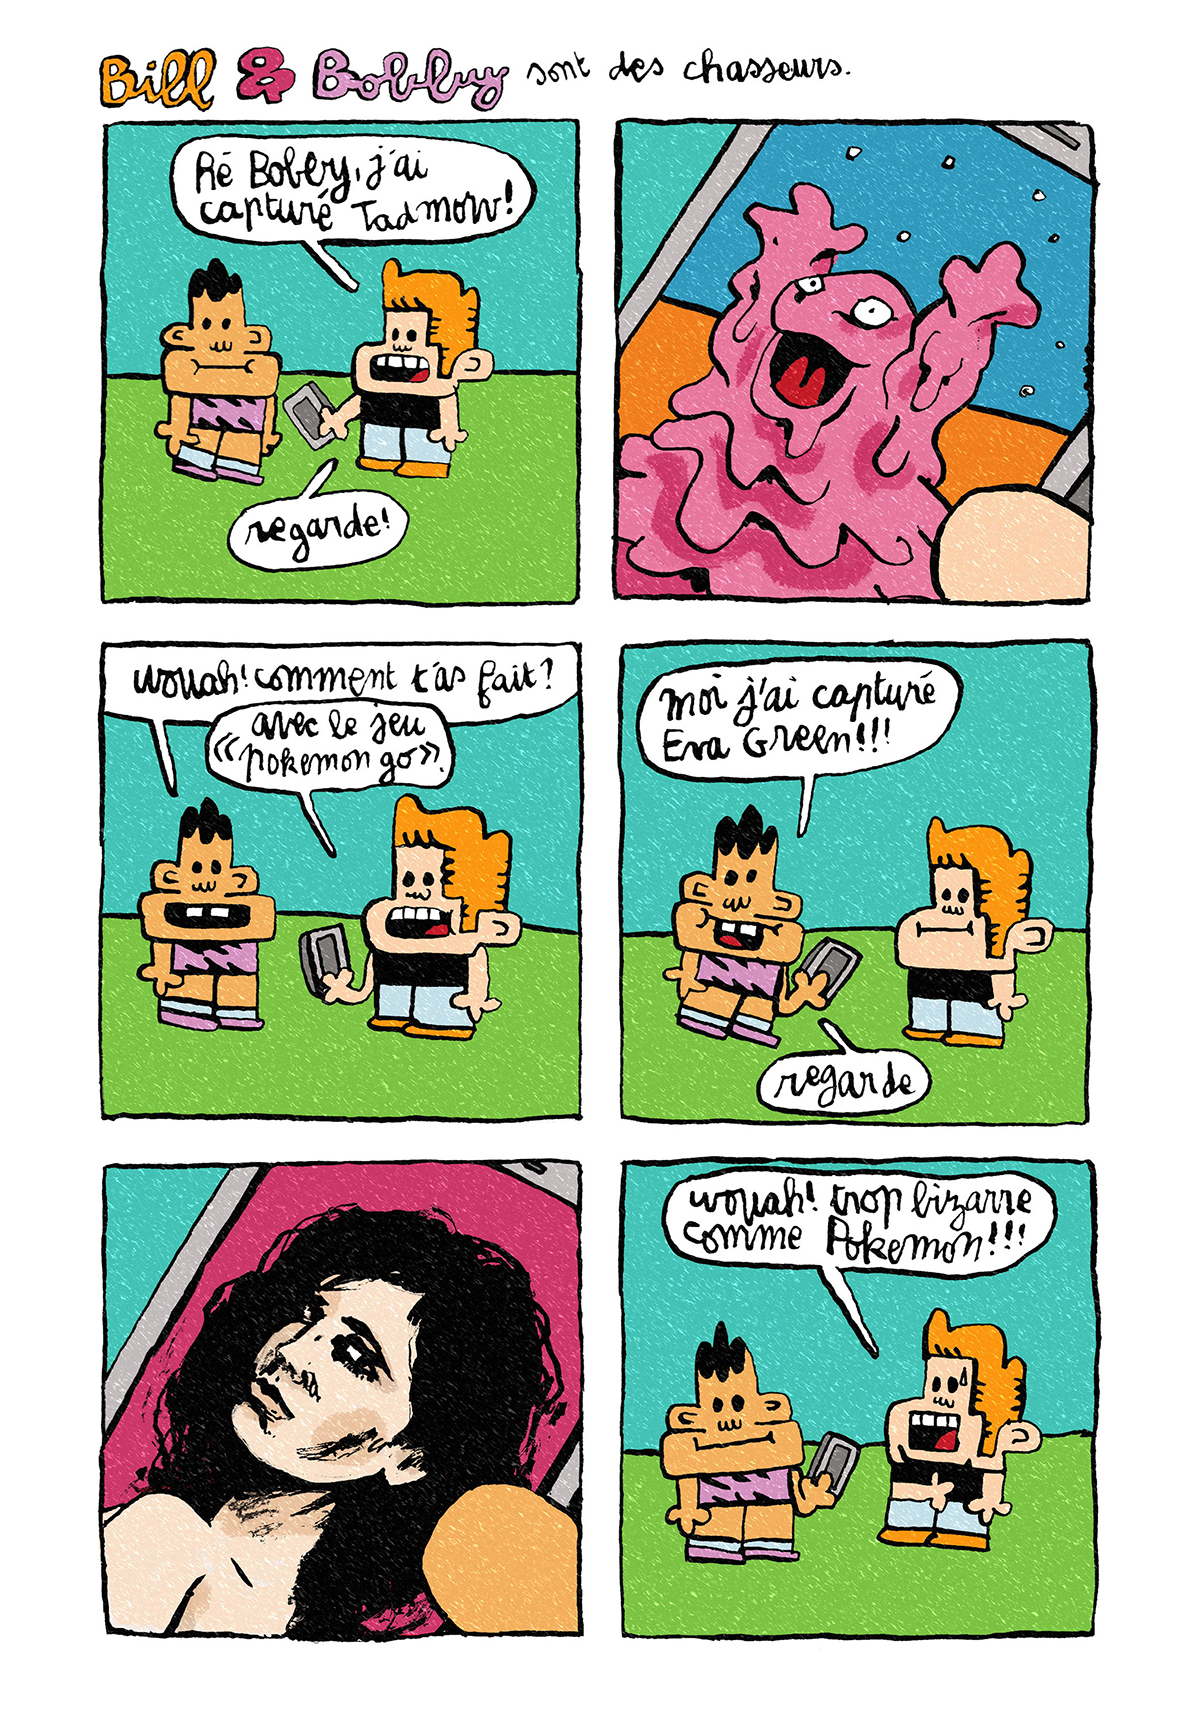 Bill & Bobby sont des chasseurs.
Hé Bobby, j'ai
capturé Tadmorv!
regarde!
wouah! comment t'as fait?
avec le jeu
«pokemon go».
moi j'ai capturé
Eva Green!!!
regarde
wouah! trop bizarre
comme Pokemon!!!